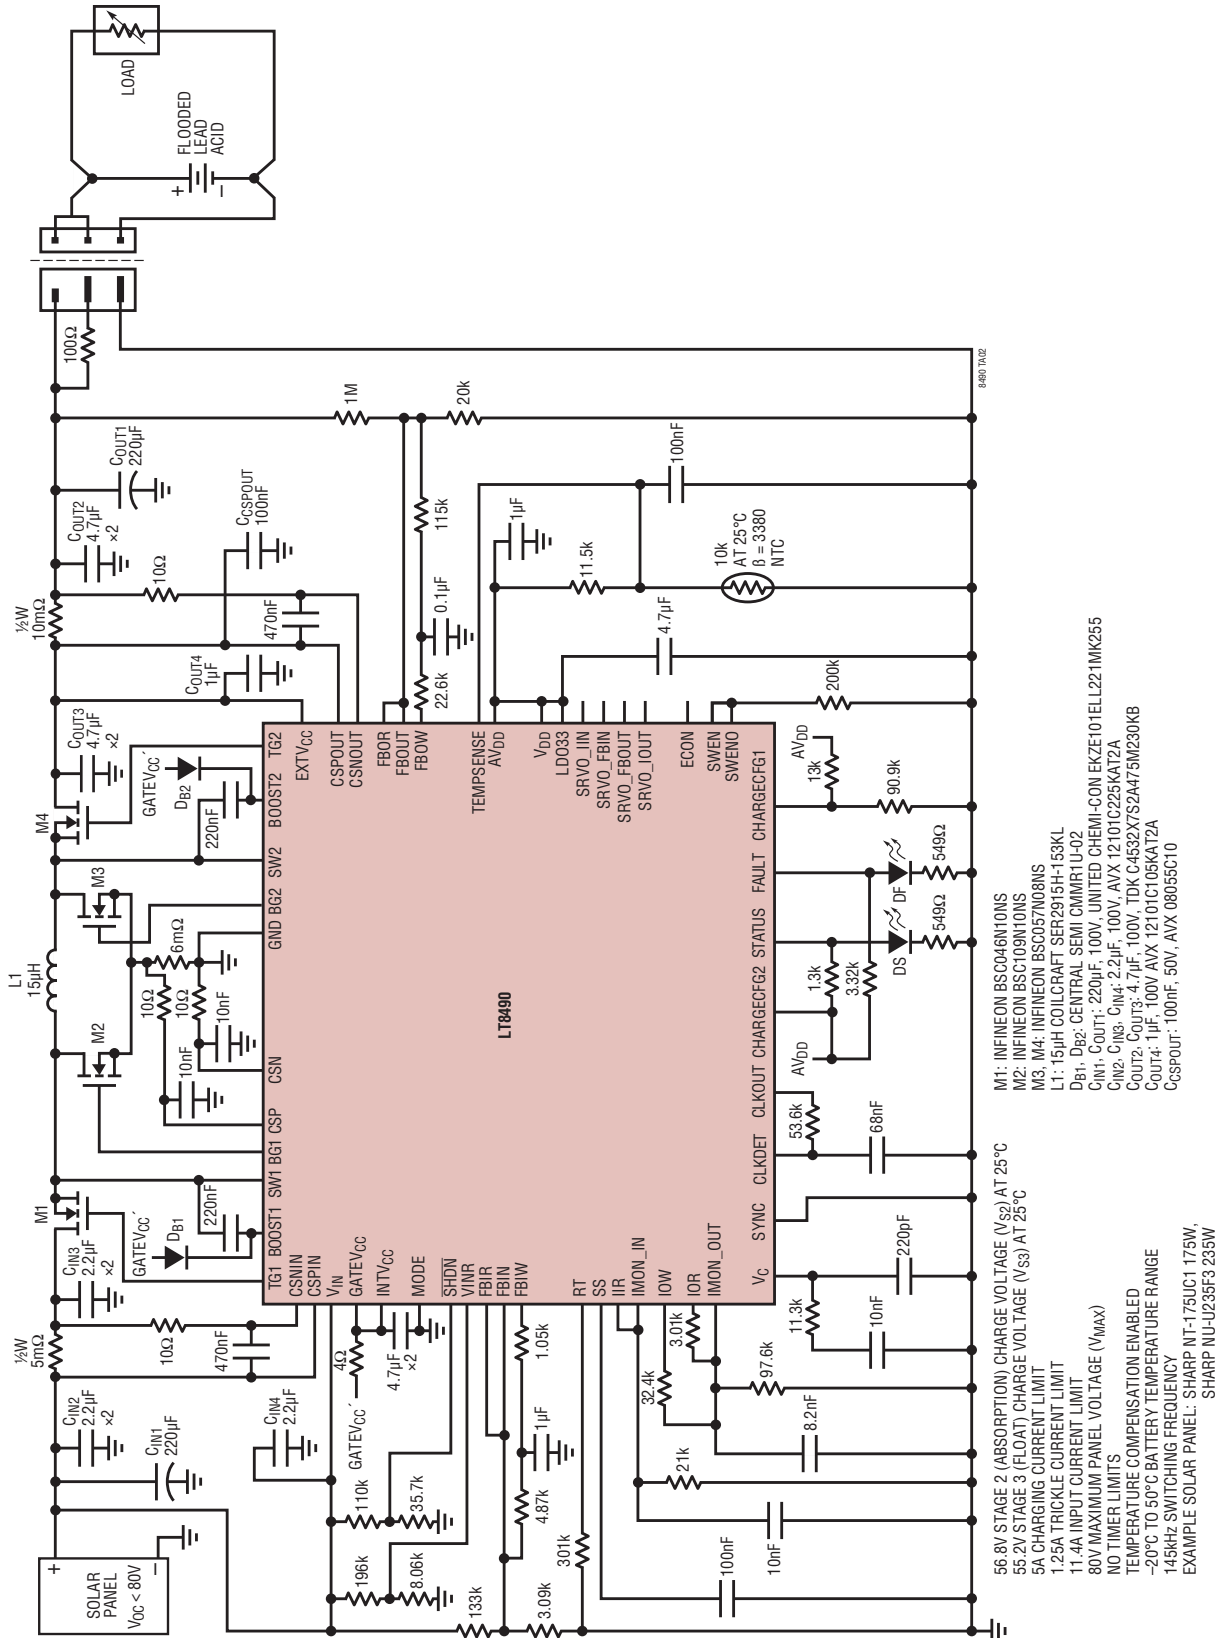 LOAD
FLOODED
LEAD
ACID
+
–
100Ω
1M
20k
COUT1
220µF
COUT2
4.7µF
×2
CCSPOUT
100nF
10Ω
470nF
½W
10mΩ
COUT4
1µF
COUT3
4.7µF
×2
GATEVCC´
DB2
220nF
M4
M3
L1
15µH
M2
6mΩ
10Ω
10Ω
10nF
10nF
M1
GATEVCC´
DB1
220nF
CIN3
2.2µF
×2
½W
5mΩ
10Ω
470nF
CIN2
2.2µF
×2
CIN1
220µF
CIN4
2.2µF
SOLAR
PANEL
VOC < 80V
+
–
TG1
BOOST1
SW1
BG1
CSP
CSN
GND
BG2
SW2
BOOST2
TG2
EXTVCC
CSPOUT
CSNOUT
FBOR
FBOUT
FBOW
TEMPSENSE
AVDD
VDD
LDO33
SRVO_IIN
SRVO_FBIN
SRVO_FBOUT
SRVO_IOUT
ECON
SWEN
SWENO
LT8490
CSNIN
CSPIN
VIN
GATEVCC
INTVCC
MODE
SHDN
VINR
FBIR
FBIN
FBIW
RT
SS
IIR
IMON_IN
IOW
IOR
IMON_OUT
VC
SYNC
CLKDET
CLKOUT
CHARGECFG2
STATUS
FAULT
CHARGECFG1
115k
0.1µF
22.6k
1µF
11.5k
100nF
10k
AT 25°C
β = 3380
NTC
4.7µF
200k
AVDD
13k
90.9k
DF
549Ω
DS
549Ω
1.3k
3.32k
AVDD
53.6k
68nF
220pF
11.3k
10nF
3.01k
97.6k
32.4k
8.2nF
21k
10nF
100nF
301k
3.09k
133k
4Ω
GATEVCC´
4.7µF
×2
1.05k
1µF
4.87k
110k
35.7k
196k
8.06k
8490 TA02
56.8V STAGE 2 (ABSORPTION) CHARGE VOLTAGE (VS2) AT 25°C
55.2V STAGE 3 (FLOAT) CHARGE VOLTAGE (VS3) AT 25°C
5A CHARGING CURRENT LIMIT
1.25A TRICKLE CURRENT LIMIT
11.4A INPUT CURRENT LIMIT
80V MAXIMUM PANEL VOLTAGE (VMAX)
NO TIMER LIMITS
TEMPERATURE COMPENSATION ENABLED
–20°C TO 50°C BATTERY TEMPERATURE RANGE
145kHz SWITCHING FREQUENCY
EXAMPLE SOLAR PANEL: SHARP NT-175UC1 175W,
SHARP NU-U235F3 235W
M1: INFINEON BSC046N10NS
M2: INFINEON BSC109N10NS
M3, M4: INFINEON BSC057N08NS
L1: 15µH COILCRAFT SER2915H-153KL
DB1, DB2: CENTRAL SEMI CMMR1U-02
CIN1, COUT1: 220µF, 100V, UNITED CHEMI-CON EKZE101ELL221MK255
CIN2, CIN3, CIN4: 2.2µF, 100V, AVX 12101C225KAT2A
COUT2, COUT3: 4.7µF, 100V, TDK C4532X7S2A475M230KB
COUT4: 1µF, 100V AVX 12101C105KAT2A
CCSPOUT: 100nF, 50V, AVX 08055C10